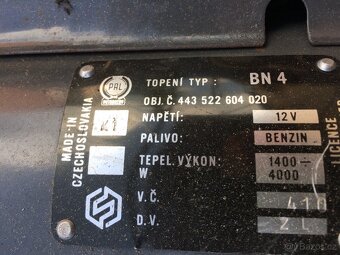 PAL
TOPENÍ TYP : BN 4
OBJ. Č. 443 522 604 020
NAPĚTÍ: 12 V
PALIVO: BENZIN
TEPEL. VÝKON: 1400 ÷
W 4000
V. Č. 410
D. V.
MADE IN
CZECHOSLOVAKIA
LICENCE